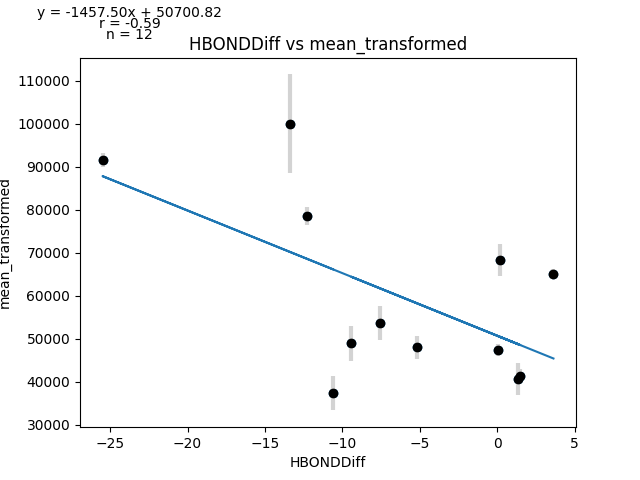 y = -1457.50x + 50700.82
r = -0.59
n = 12
HBONDDiff vs mean_transformed
110000
100000
90000
80000
70000
60000
50000
40000
30000
mean_transformed
−25
−20
−15
−10
−5
0
5
HBONDDiff